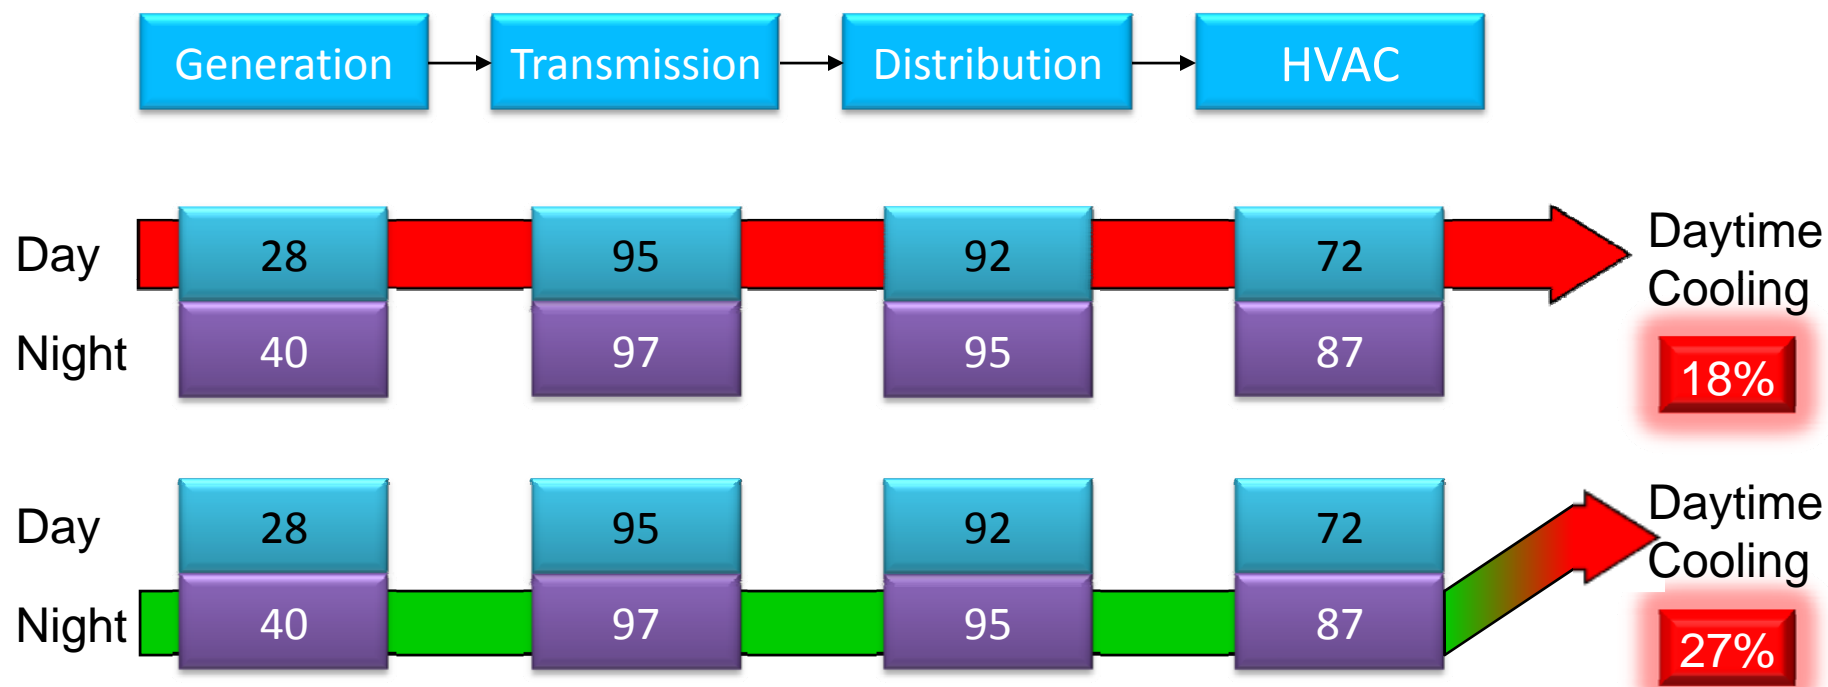 Generation Transmission Distribution HVAC
Day 28 95 92 72 Daytime
Cooling
Night 40 97 95 87
18%
Day 28 95 92 72 Daytime
Cooling
Night 40 97 95 87
27%